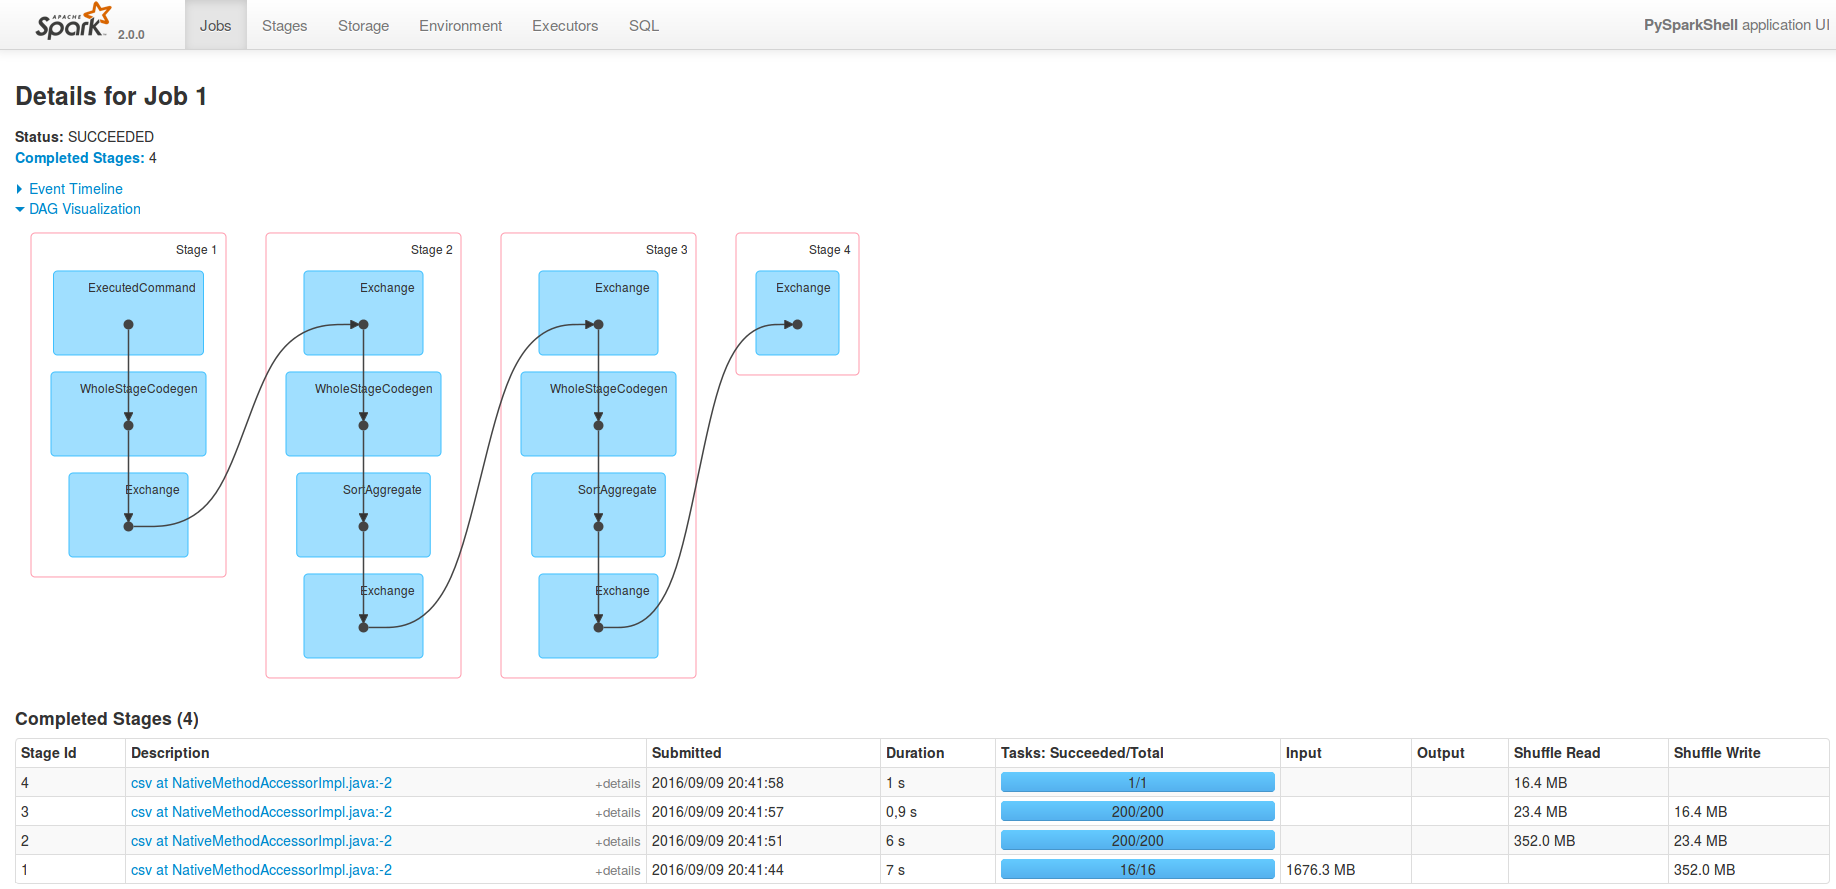 APACHE
Spark 2.0.0 Jobs Stages Storage Environment Executors SQL PySparkShell application UI
Details for Job 1
Status: SUCCEEDED
Completed Stages: 4
Event Timeline
DAG Visualization
Stage 1 Stage 2 Stage 3 Stage 4
ExecutedCommand Exchange Exchange Exchange
WholeStageCodegen WholeStageCodegen WholeStageCodegen
Exchange SortAggregate SortAggregate
Exchange Exchange
Completed Stages (4)
Stage Id Description Submitted Duration Tasks: Succeeded/Total Input Output Shuffle Read Shuffle Write
4 csv at NativeMethodAccessorImpl.java:-2 +details 2016/09/09 20:41:58 1 s 1/1 16.4 MB
3 csv at NativeMethodAccessorImpl.java:-2 +details 2016/09/09 20:41:57 0,9 s 200/200 23.4 MB 16.4 MB
2 csv at NativeMethodAccessorImpl.java:-2 +details 2016/09/09 20:41:51 6 s 200/200 352.0 MB 23.4 MB
1 csv at NativeMethodAccessorImpl.java:-2 +details 2016/09/09 20:41:44 7 s 16/16 1676.3 MB 352.0 MB